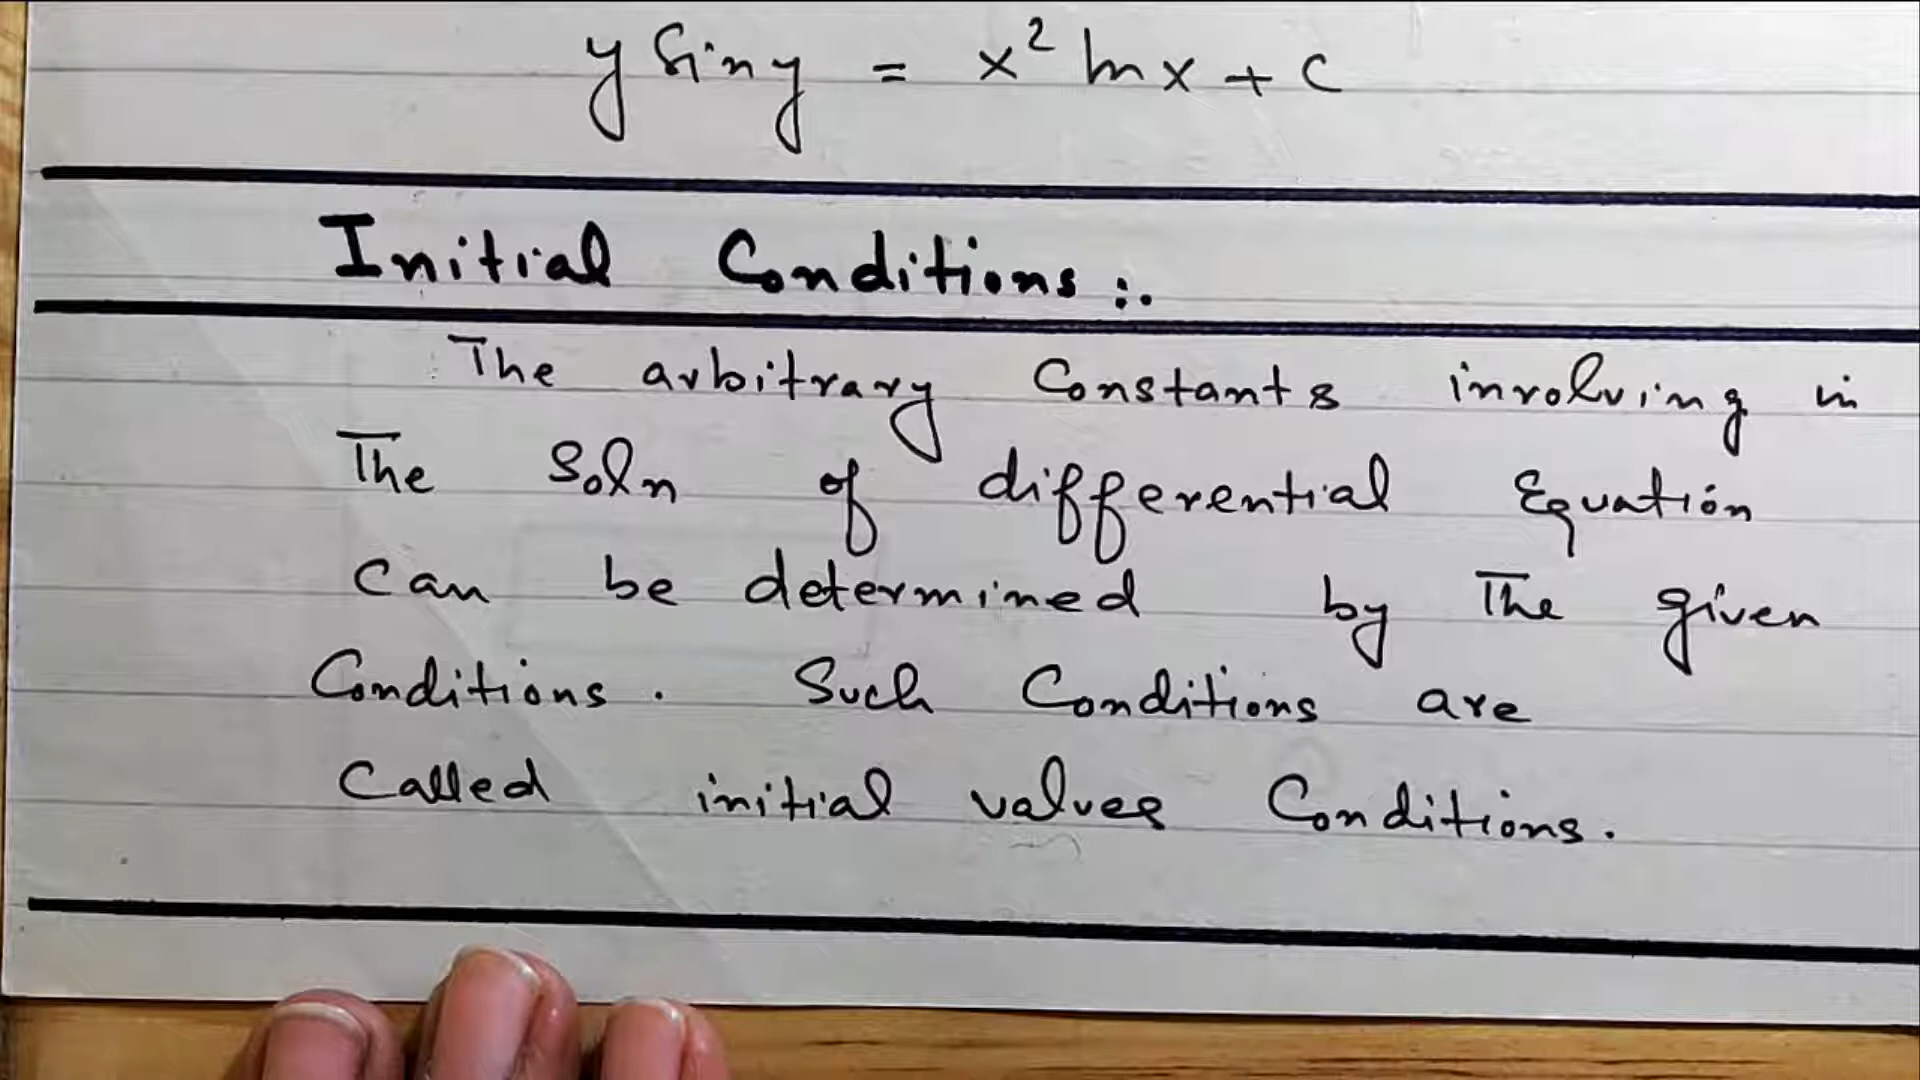 y Sin y = x² ln x + c
Initial Conditions :.
The arbitrary Constants involving in
The Soln of differential Equation
Can be determined by The given
Conditions. Such Conditions are
Called initial values Conditions.